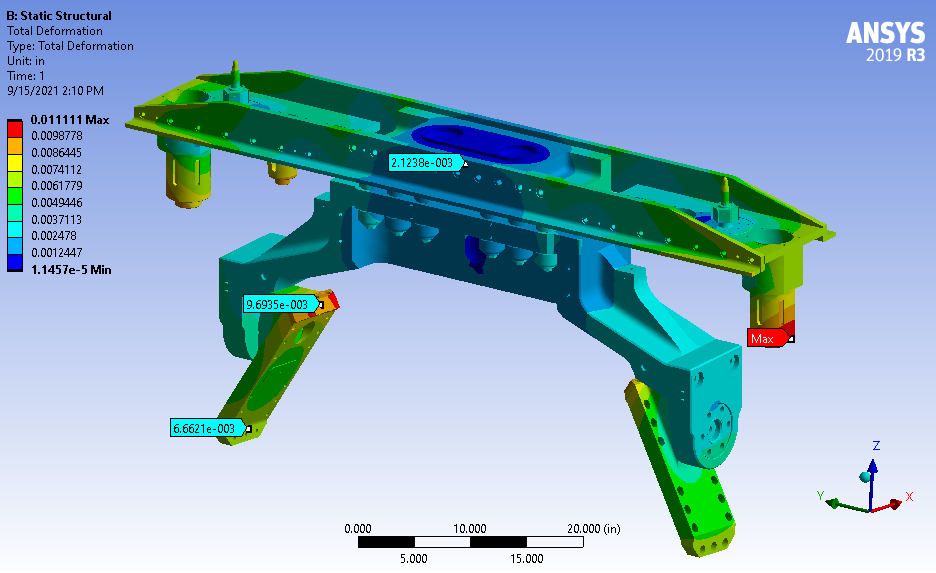 B: Static Structural
Total Deformation
Type: Total Deformation
Unit: in
Time: 1
9/15/2021 2:10 PM
ANSYS
2019 R3
0.011111 Max
0.0098778
0.0086445
0.0074112
0.0061779
0.0049446
0.0037113
0.002478
0.0012447
1.1457e-5 Min
2.1238e-003
9.6935e-003
Max
6.6621e-003
0.000 10.000 20.000 (in)
5.000 15.000
Z
Y
X